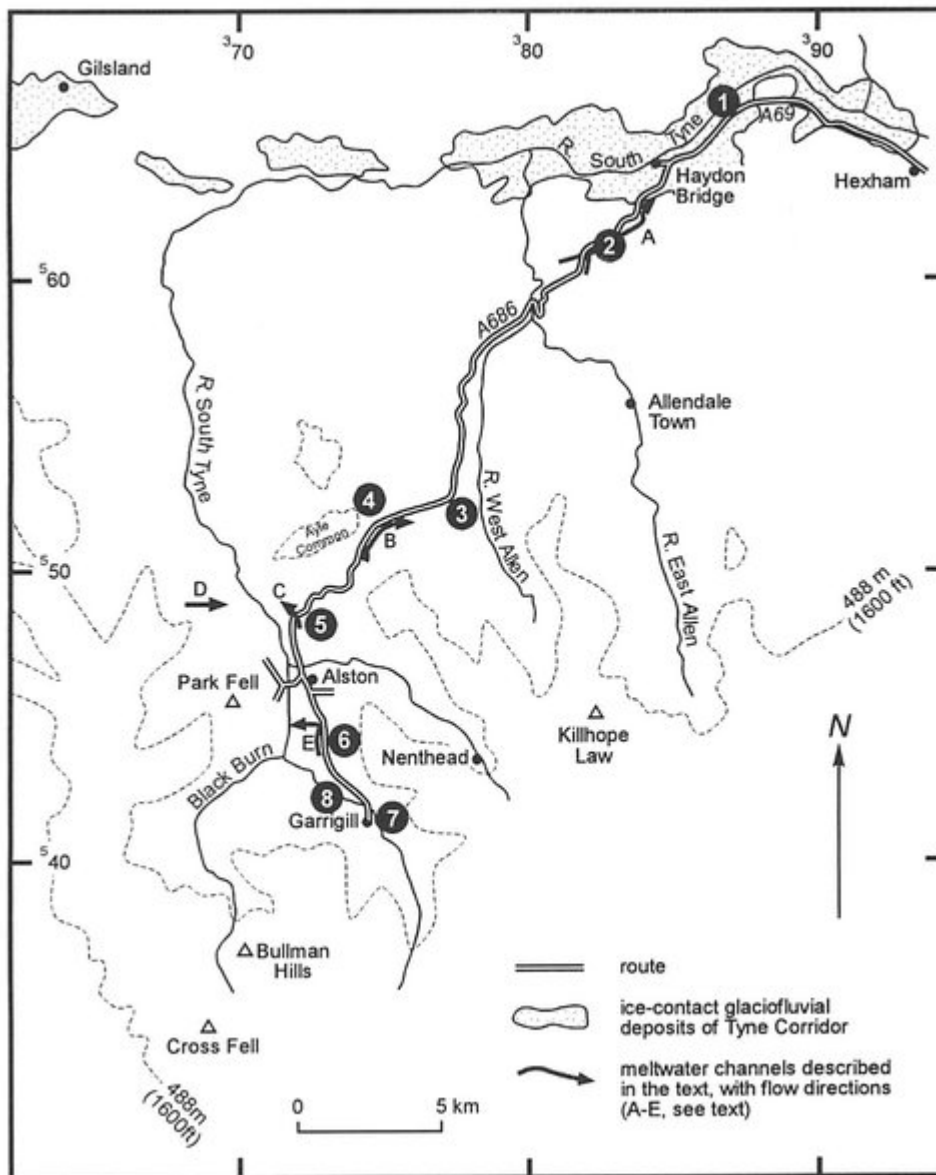 ³70
³80
³90
Gilsland
1
A69
Tyne
South
R.
Haydon
Bridge
Hexham
A
2
⁵60
A686
R. South Tyne
Allendale
Town
4
3
Ayle
Common
B
R. West Allen
R. East Allen
⁵50
D
C
5
488 m
(1600 ft)
Park Fell
Alston
Killhope
Law
N
E
6
Nenthead
Black Burn
8
7
Garrigill
⁵40
Bullman
Hills
Cross Fell
488m
(1600ft)
route
ice-contact glaciofluvial
deposits of Tyne Corridor
meltwater channels described
in the text, with flow directions
(A-E, see text)
0
5 km